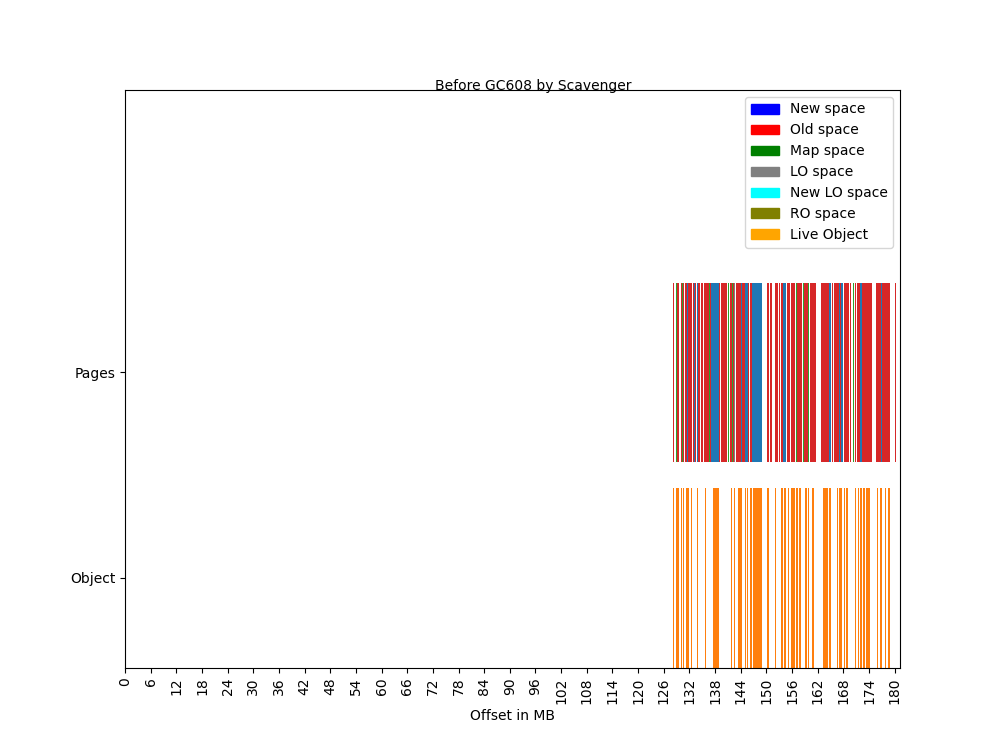 Before GC608 by Scavenger
New space
Old space
Map space
LO space
New LO space
RO space
Live Object
Pages
Object
0 6 12 18 24 30 36 42 48 54 60 66 72 78 84 90 96 102 108 114 120 126 132 138 144 150 156 162 168 174 180
Offset in MB